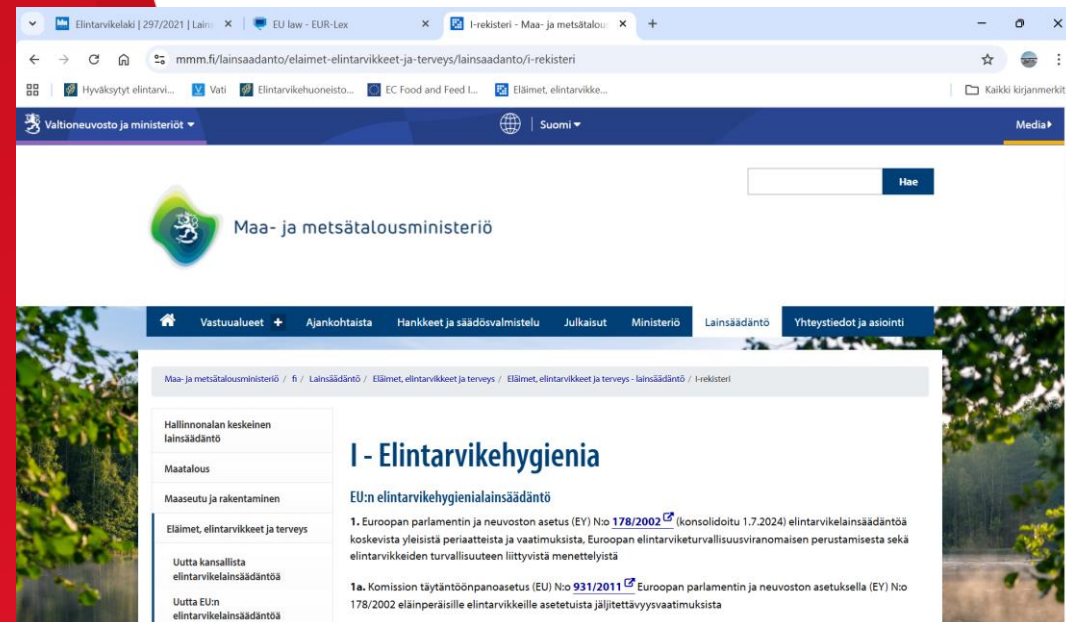 Elintarvikelaki | 297/2021 | Lains
EU law - EUR-Lex
I-rekisteri - Maa- ja metsätalous
mmm.fi/lainsaadanto/elaimet-elintarvikkeet-ja-terveys/lainsaadanto/i-rekisteri
Hyväksytyt elintarvi...
Vati
Elintarvikehuoneisto...
EC Food and Feed I...
Eläimet, elintarvikke...
Kaikki kirjanmerkit
Valtioneuvosto ja ministeriöt
Suomi
Media
Hae
Maa- ja metsätalousministeriö
Vastuualueet
Ajankohtaista
Hankkeet ja säädösvalmistelu
Julkaisut
Ministeriö
Lainsäädäntö
Yhteystiedot ja asiointi
Maa- ja metsätalousministeriö / fi / Lainsäädäntö / Eläimet, elintarvikkeet ja terveys / Eläimet, elintarvikkeet ja terveys - lainsäädäntö / I-rekisteri
Hallinnonalan keskeinen
lainsäädäntö
Maatalous
Maaseutu ja rakentaminen
Eläimet, elintarvikkeet ja terveys
Uutta kansallista
elintarvikelainsäädäntöä
Uutta EU:n
elintarvikelainsäädäntöä
I - Elintarvikehygienia
EU:n elintarvikehygienialainsäädäntö
1. Euroopan parlamentin ja neuvoston asetus (EY) N:o 178/2002 (konsolidoitu 1.7.2024) elintarvikelainsäädäntöä
koskevista yleisistä periaatteista ja vaatimuksista, Euroopan elintarviketurvallisuusviranomaisen perustamisesta sekä
elintarvikkeiden turvallisuuteen liittyvistä menettelyistä
1a. Komission täytäntöönpanoasetus (EU) N:o 931/2011 Euroopan parlamentin ja neuvoston asetuksella (EY) N:o
178/2002 eläinperäisille elintarvikkeille asetetuista jäljitettävyysvaatimuksista